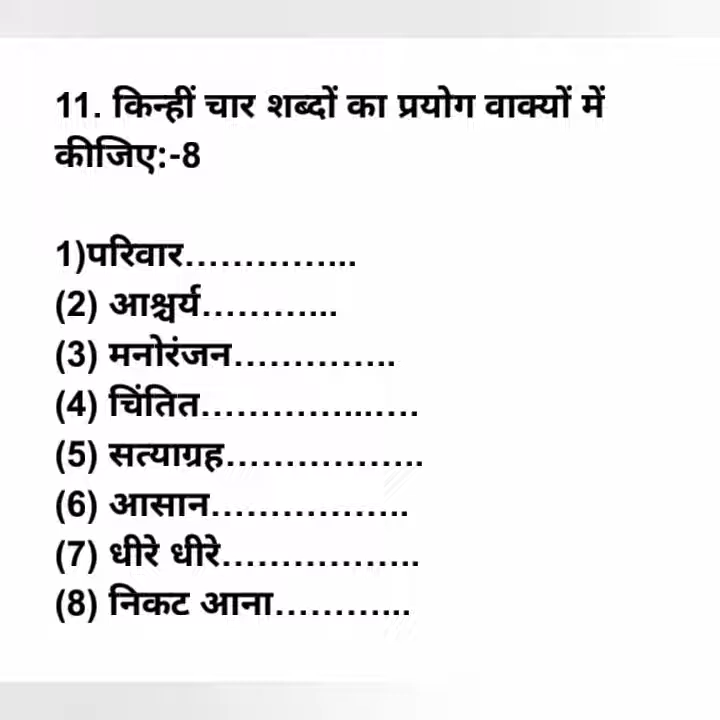 11. किन्हीं चार शब्दों का प्रयोग वाक्यों में
कीजिए:-8
1)परिवार……………...
(2) आश्चर्य…………...
(3) मनोरंजन…………...
(4) चिंतित……………...….
(5) सत्याग्रह……………..
(6) आसान……………..
(7) धीरे धीरे……………..
(8) निकट आना…………...